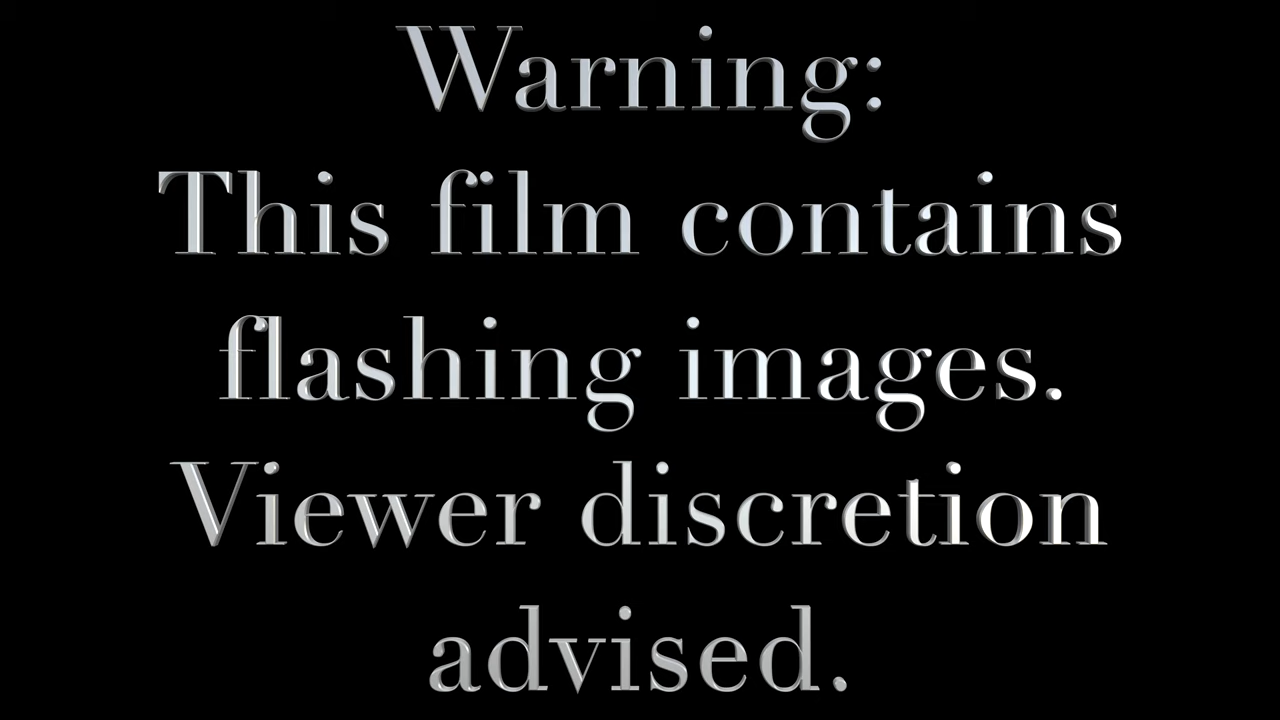 Warning:
This film contains
flashing images.
Viewer discretion
advised.